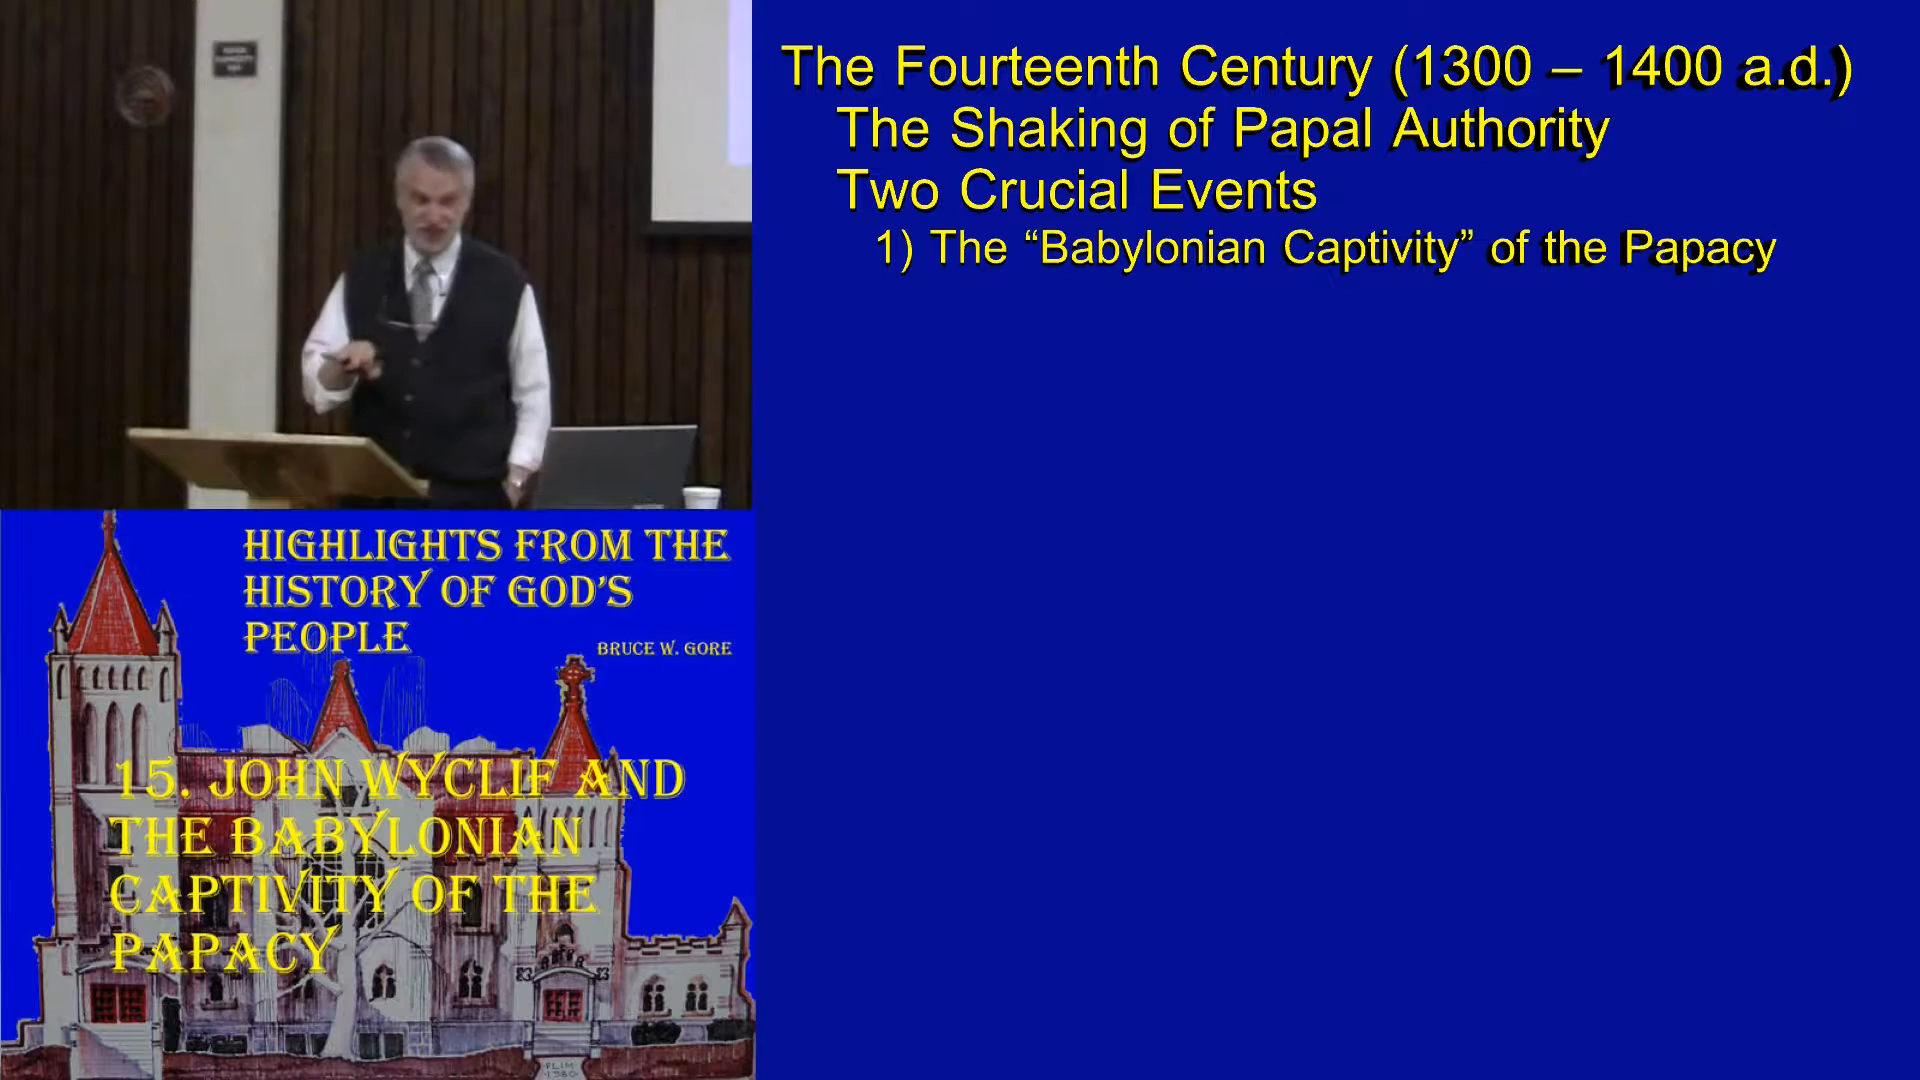 The Fourteenth Century (1300 – 1400 a.d.)
The Shaking of Papal Authority
Two Crucial Events
1) The “Babylonian Captivity” of the Papacy
HIGHLIGHTS FROM THE
HISTORY OF GOD’S
PEOPLE
BRUCE W. GORE
15. JOHN WYCLIF AND
THE BABYLONIAN
CAPTIVITY OF THE
PAPACY
PLIM
1980